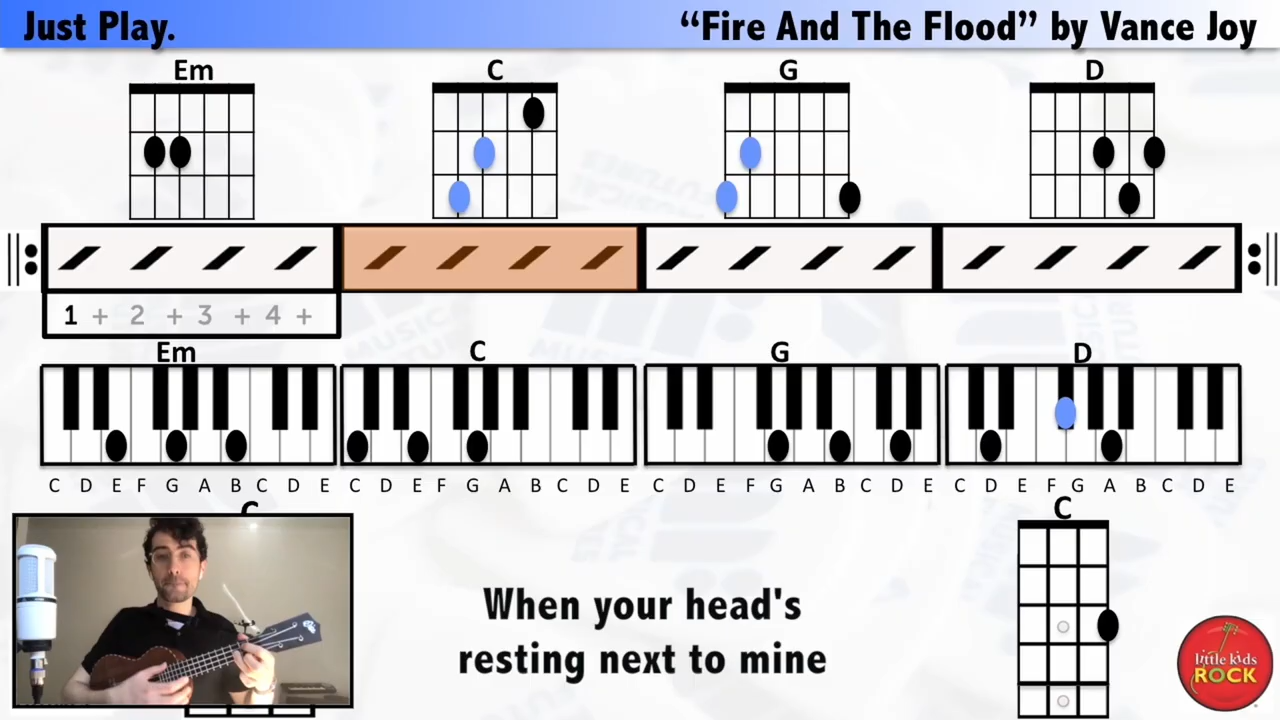 Just Play.
“Fire And The Flood” by Vance Joy
Em C G D
1 + 2 + 3 + 4 +
Em C G D
C D E F G A B C D E C D E F G A B C D E C D E F G A B C D E C D E F G A B C D E
C
C
When your head's
resting next to mine
little kids
ROCK